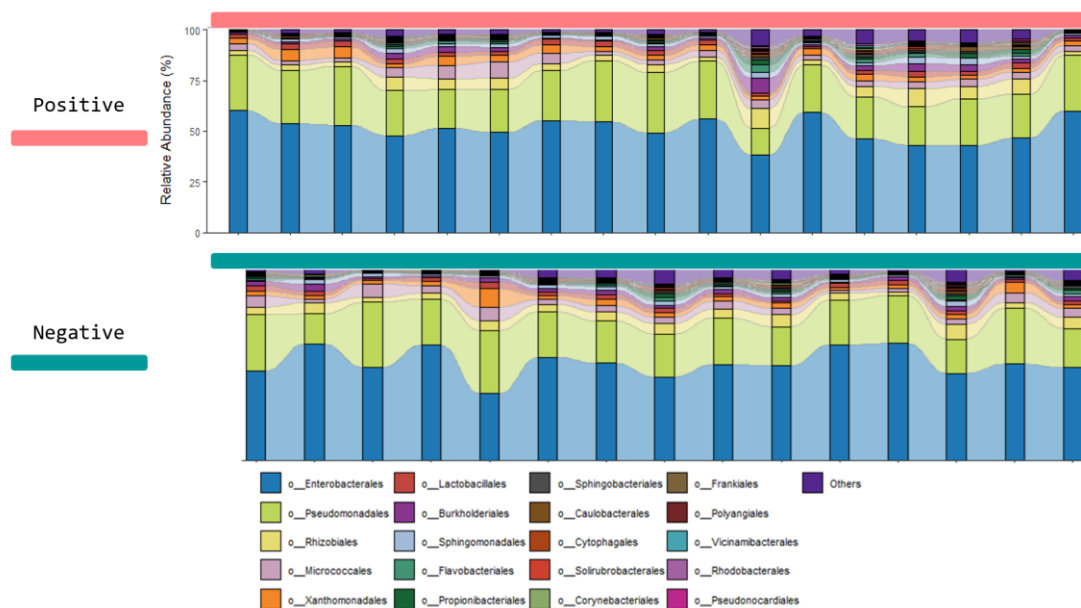 Positive
Relative Abundance (%)
100
75
50
25
0
Negative
o__Enterobacterales
o__Lactobacillales
o__Sphingobacteriales
o__Frankiales
Others
o__Pseudomonadales
o__Burkholderiales
o__Caulobacterales
o__Polyangiales
o__Rhizobiales
o__Sphingomonadales
o__Cytophagales
o__Vicinamibacterales
o__Micrococcales
o__Flavobacteriales
o__Solirubrobacterales
o__Rhodobacterales
o__Xanthomonadales
o__Propionibacteriales
o__Corynebacteriales
o__Pseudonocardiales